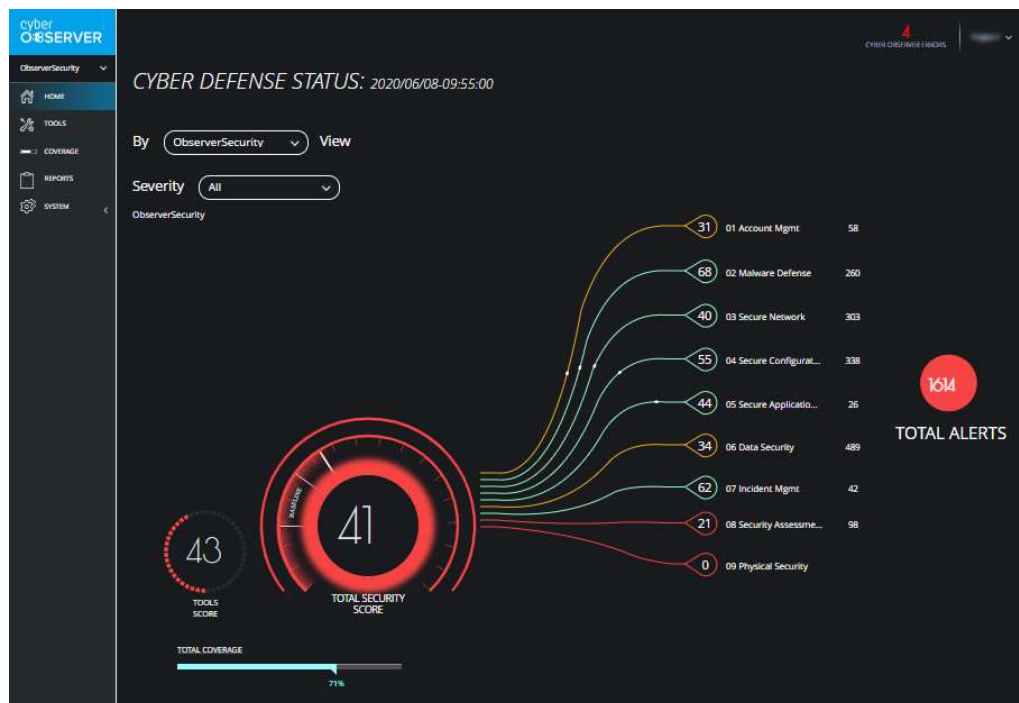 cyber
OBSERVER
4
CYBER OBSERVER ERRORS
ObserverSecurity
HOME
TOOLS
COVERAGE
REPORTS
SYSTEM
CYBER DEFENSE STATUS: 2020/06/08-09:55:00
By ObserverSecurity View
Severity All
ObserverSecurity
31 01 Account Mgmt 58
68 02 Malware Defense 260
40 03 Secure Network 303
55 04 Secure Configurat... 338
44 05 Secure Applicatio... 26
34 06 Data Security 489
62 07 Incident Mgmt 42
21 08 Security Assessme... 98
0 09 Physical Security
1614
TOTAL ALERTS
BASELINE
41
TOTAL SECURITY
SCORE
43
TOOLS
SCORE
TOTAL COVERAGE
71%